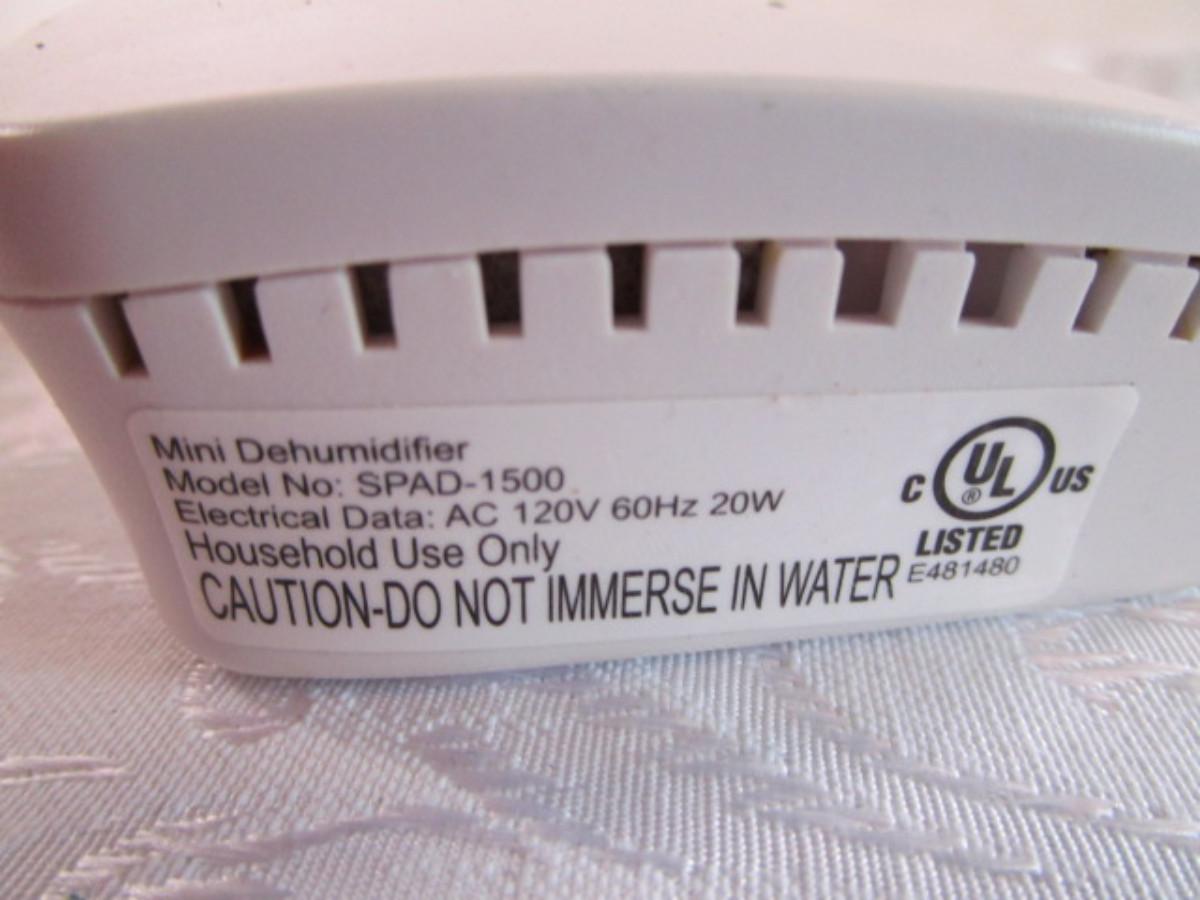 Mini Dehumidifier
Model No: SPAD-1500
Electrical Data: AC 120V 60Hz 20W
Household Use Only
CAUTION-DO NOT IMMERSE IN WATER
C UL® US
LISTED
E481480